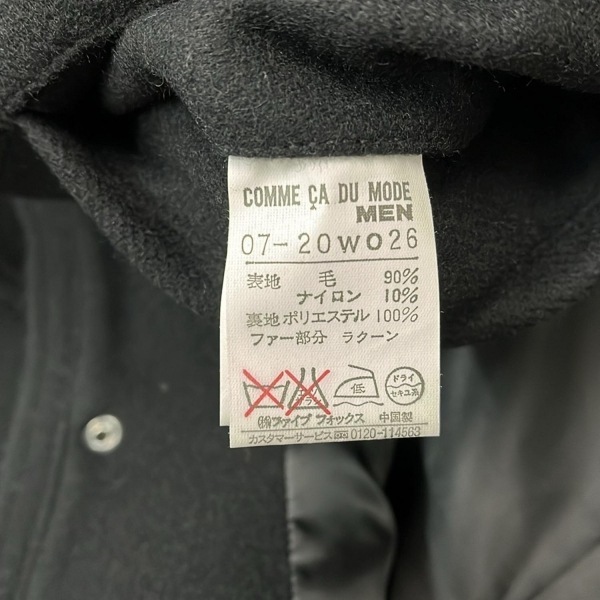 COMME ÇA DU MODE
MEN
07-20WO26
表地 毛 90%
ナイロン 10%
裏地 ポリエステル 100%
ファー部分 ラクーン
低
ドライ
セキユ系
㈱ファイブ フォックス 中国製
カスタマーサービス 0120-114563